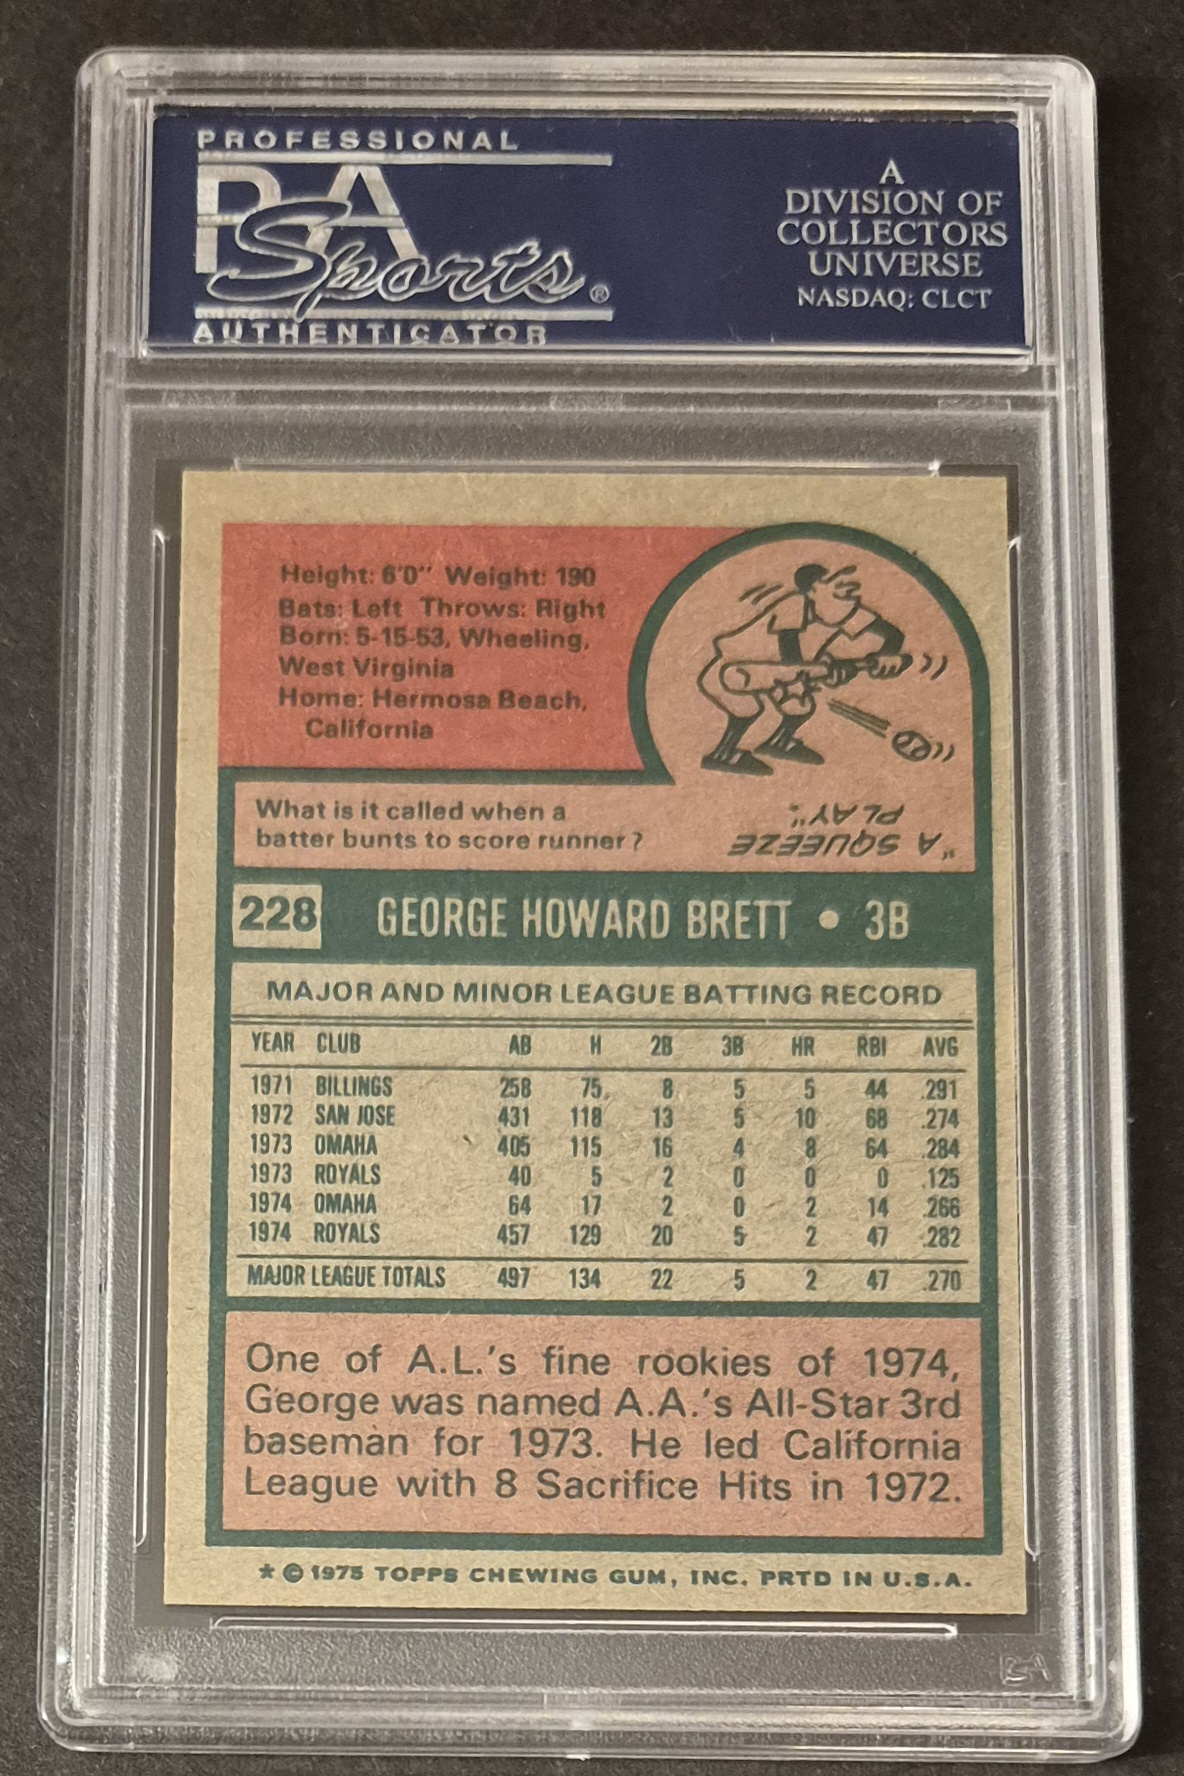 PROFESSIONAL
PSA
Sports®
AUTHENTICATOR
A
DIVISION OF
COLLECTORS
UNIVERSE
NASDAQ: CLCT
Height: 6'0" Weight: 190
Bats: Left Throws: Right
Born: 5-15-53, Wheeling,
West Virginia
Home: Hermosa Beach,
California
What is it called when a
batter bunts to score runner?
"A SQUEEZE
PLAY".
228 GEORGE HOWARD BRETT • 3B
MAJOR AND MINOR LEAGUE BATTING RECORD
YEAR CLUB AB H 2B 3B HR RBI AVG
1971 BILLINGS 258 75 8 5 5 44 .291
1972 SAN JOSE 431 118 13 5 10 68 .274
1973 OMAHA 405 115 16 4 8 64 .284
1973 ROYALS 40 5 2 0 0 0 .125
1974 OMAHA 64 17 2 0 2 14 .266
1974 ROYALS 457 129 20 5 2 47 .282
MAJOR LEAGUE TOTALS 497 134 22 5 2 47 .270
One of A.L.'s fine rookies of 1974,
George was named A.A.'s All-Star 3rd
baseman for 1973. He led California
League with 8 Sacrifice Hits in 1972.
* © 1975 TOPPS CHEWING GUM, INC. PRTD IN U.S.A.
PSA